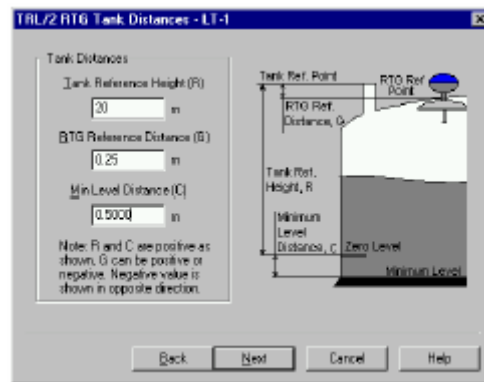 TRL/2 RTG Tank Distances - LT-1
Tank Distances
Tank Reference Height (R)
20
m
RTG Reference Distance (G)
0.25
m
Min Level Distance (C)
0.5000
m
Note: R and C are positive as
shown. G can be positive or
negative. Negative value is
shown in opposite direction.
Tank Ref. Point
RTG Ref.
Point
RTG Ref.
Distance, G
Tank Ref.
Height, R
Minimum
Level
Distance, C
Zero Level
Minimum Level
Back
Next
Cancel
Help